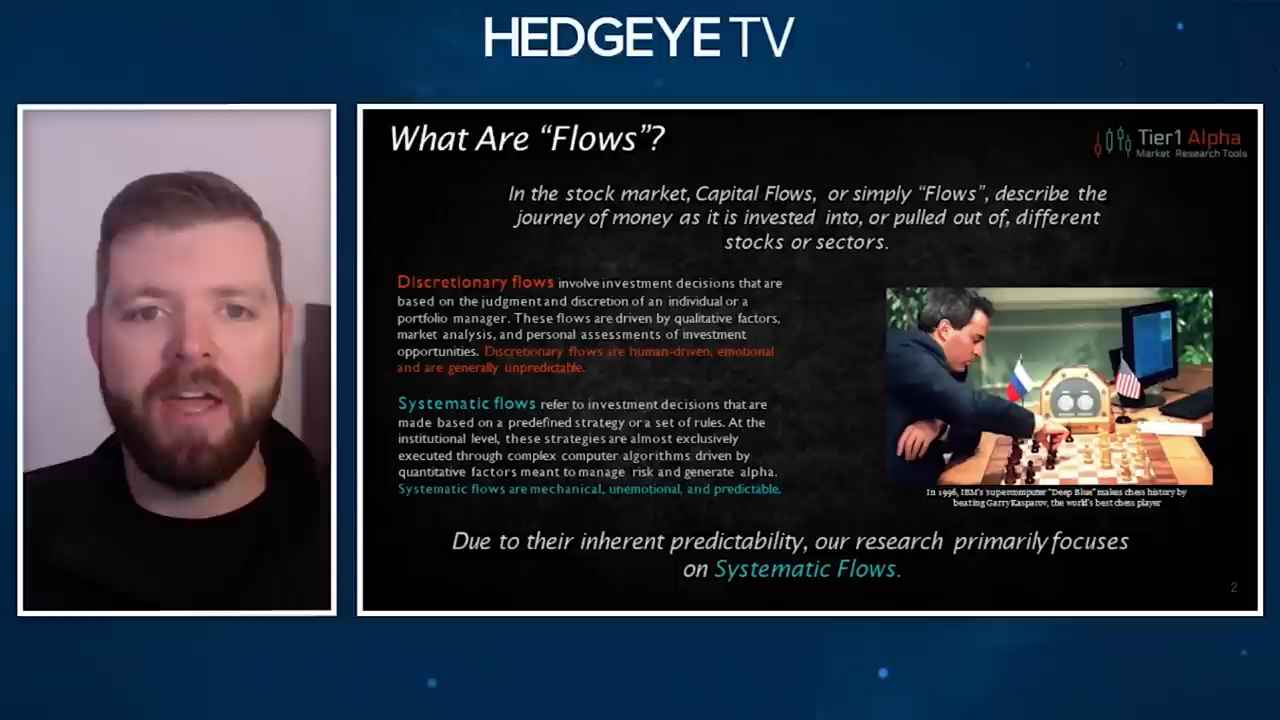 HEDGEYE TV
What Are “Flows”?
Tier1 Alpha
Market Research Tools
In the stock market, Capital Flows, or simply “Flows”, describe the
journey of money as it is invested into, or pulled out of, different
stocks or sectors.
Discretionary flows involve investment decisions that are
based on the judgment and discretion of an individual or a
portfolio manager. These flows are driven by qualitative factors,
market analysis, and personal assessments of investment
opportunities. Discretionary flows are human-driven, emotional
and are generally unpredictable.
Systematic flows refer to investment decisions that are
made based on a predefined strategy or a set of rules. At the
institutional level, these strategies are almost exclusively
executed through complex computer algorithms driven by
quantitative factors meant to manage risk and generate alpha.
Systematic flows are mechanical, unemotional, and predictable.
In 1996, IBM's supercomputer "Deep Blue" makes chess history by
beating Garry Kasparov, the world's best chess player
Due to their inherent predictability, our research primarily focuses
on Systematic Flows.
2